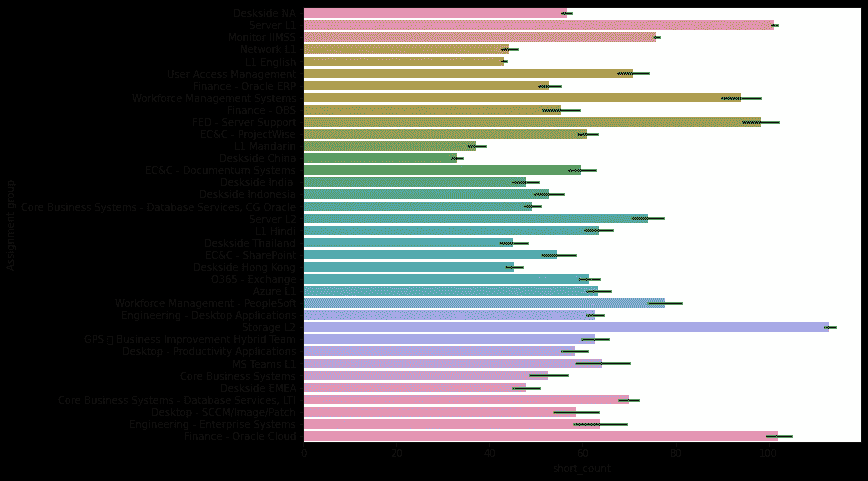 Deskside NA
Server L1
Monitor IIMSS
Network L1
L1 English
User Access Management
Finance - Oracle ERP
Workforce Management Systems
Finance - DBS
FED - Server Support
EC&C - ProjectWise
L1 Mandarin
Deskside China
EC&C - Documentum Systems
Deskside India
Deskside Indonesia
Core Business Systems - Database Services, CG Oracle
Server L2
L1 Hindi
Deskside Thailand
EC&C - SharePoint
Deskside Hong Kong
O365 - Exchange
Azure L1
Workforce Management - PeopleSoft
Engineering - Desktop Applications
Storage L2
GPS Business Improvement Hybrid Team
Desktop - Productivity Applications
MS Teams L1
Core Business Systems
Deskside EMEA
Core Business Systems - Database Services, LTI
Desktop - SCCM/Image/Patch
Engineering - Enterprise Systems
Finance - Oracle Cloud
Assignment group
0 20 40 60 80 100
short_count